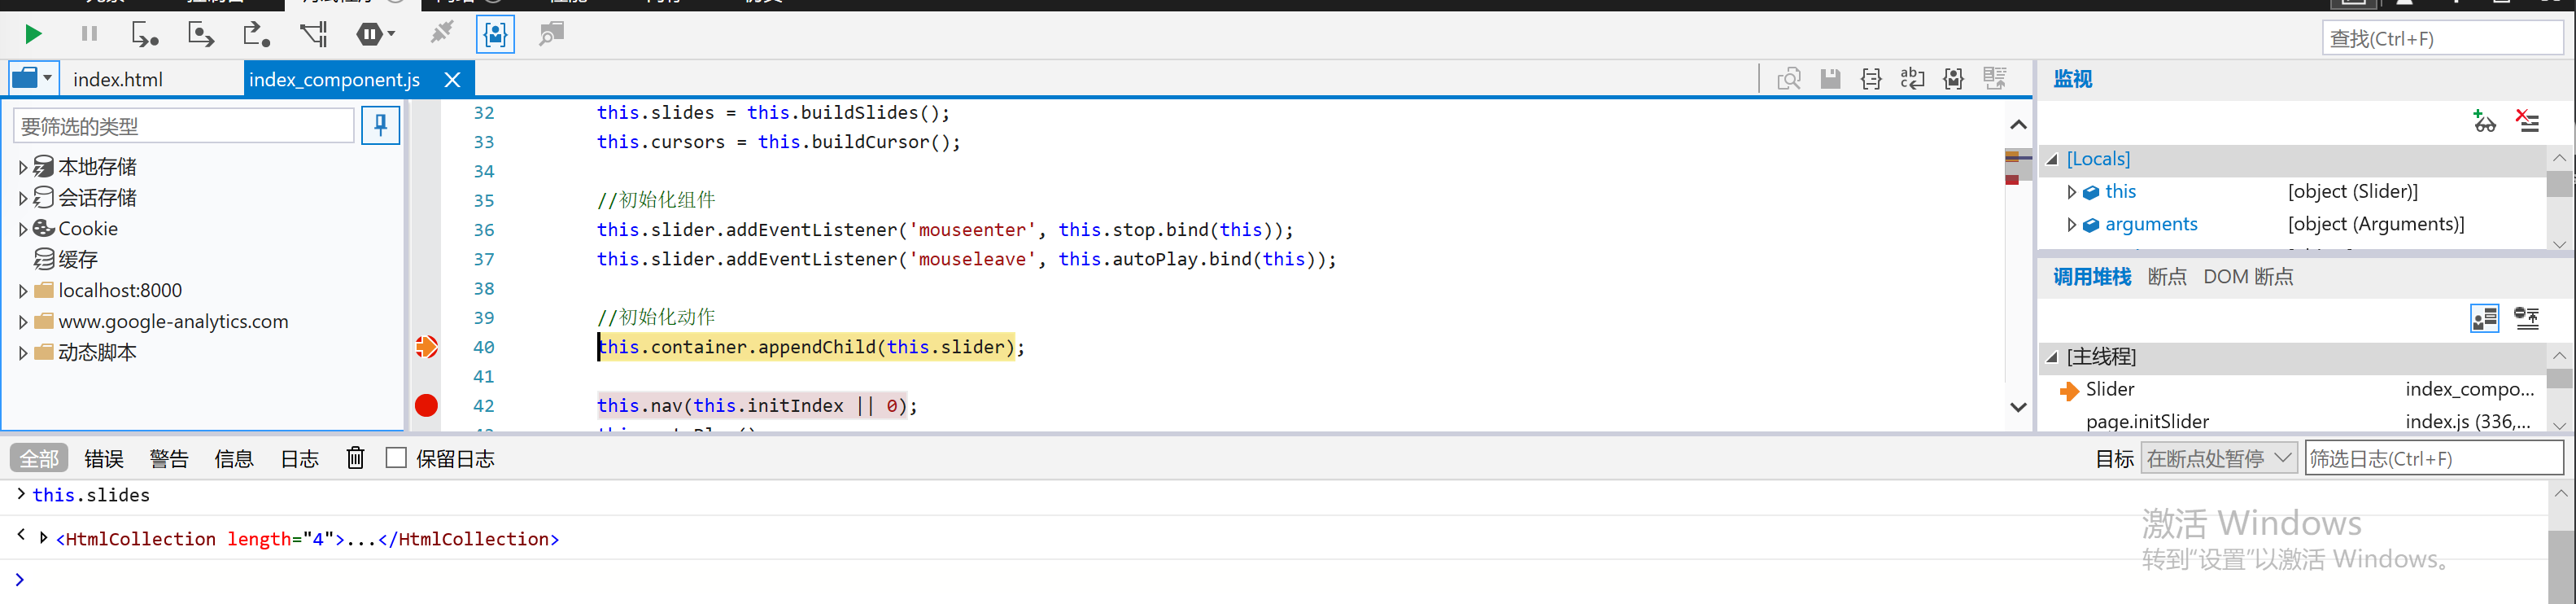 查找(Ctrl+F)
index.html
index_component.js
监视
要筛选的类型
本地存储
会话存储
Cookie
缓存
localhost:8000
www.google-analytics.com
动态脚本
32 this.slides = this.buildSlides();
33 this.cursors = this.buildCursor();
34
35 //初始化组件
36 this.slider.addEventListener('mouseenter', this.stop.bind(this));
37 this.slider.addEventListener('mouseleave', this.autoPlay.bind(this));
38
39 //初始化动作
40 this.container.appendChild(this.slider);
41
42 this.nav(this.initIndex || 0);
[Locals]
this [object (Slider)]
arguments [object (Arguments)]
调用堆栈 断点 DOM 断点
[主线程]
Slider index_compo...
page.initSlider index.js (336,...
全部 错误 警告 信息 日志 保留日志
目标 在断点处暂停 筛选日志(Ctrl+F)
> this.slides
<HtmlCollection length="4">...</HtmlCollection>
激活 Windows
转到"设置"以激活 Windows。